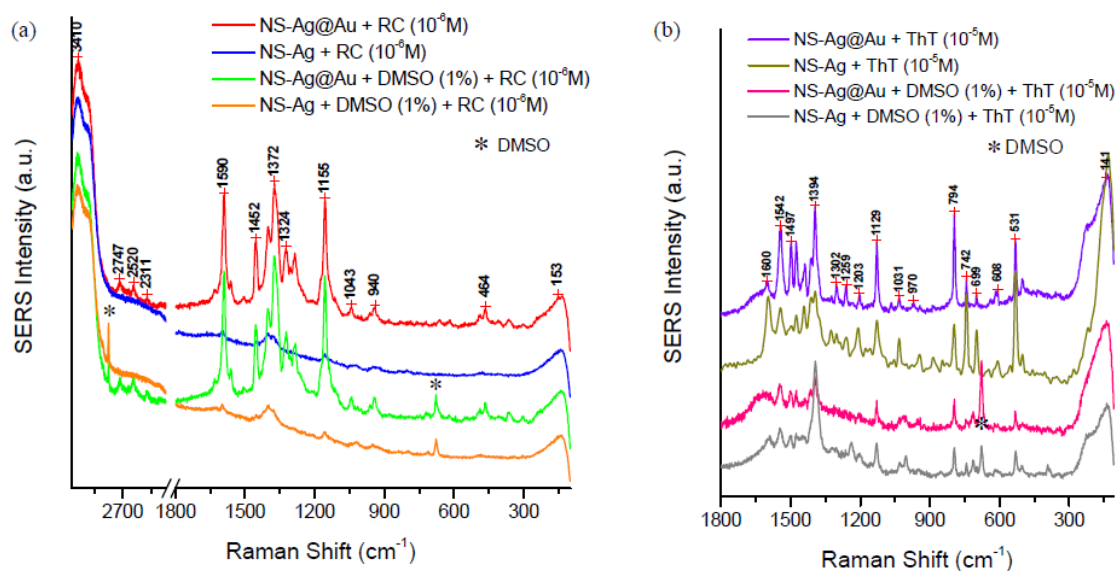 (a)
NS-Ag@Au + RC (10⁻⁶M)
NS-Ag + RC (10⁻⁶M)
NS-Ag@Au + DMSO (1%) + RC (10⁻⁶M)
NS-Ag + DMSO (1%) + RC (10⁻⁶M)
* DMSO
3410
2747
2520
2311
*
1590
1452
1372
1324
1155
1043
940
464
153
*
SERS Intensity (a.u.)
2700 1800 1500 1200 900 600 300
Raman Shift (cm⁻¹)
(b)
NS-Ag@Au + ThT (10⁻⁵M)
NS-Ag + ThT (10⁻⁵M)
NS-Ag@Au + DMSO (1%) + ThT (10⁻⁵M)
NS-Ag + DMSO (1%) + ThT (10⁻⁵M)
* DMSO
1600
1542
1497
1394
1302
1259
1203
1129
1031
970
794
742
699
608
531
141
*
SERS Intensity (a.u.)
1800 1500 1200 900 600 300
Raman Shift (cm⁻¹)